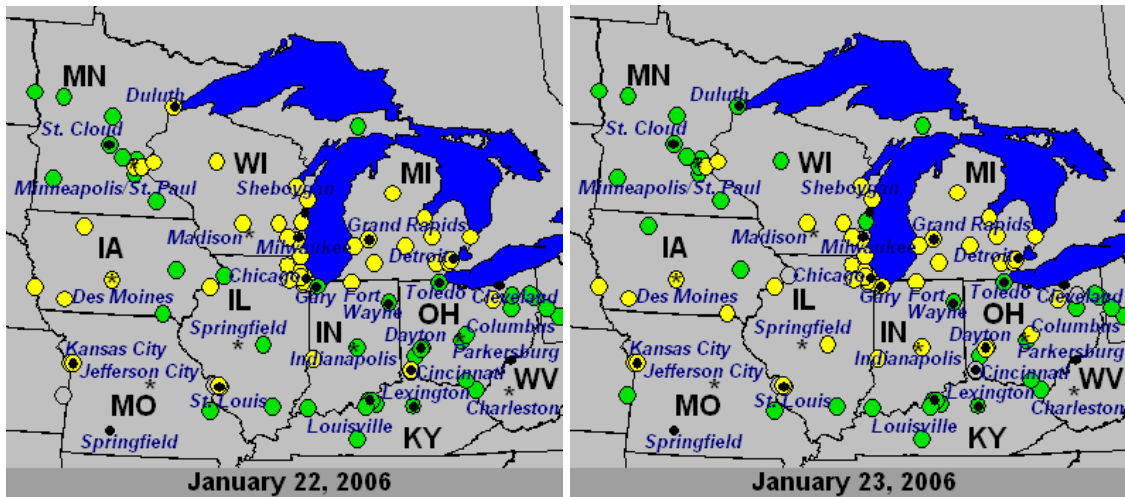 MN
Duluth
St. Cloud
WI
MI
Minneapolis/St. Paul
Sheboygan
Grand Rapids
Madison
Milwaukee
IA
Detroit
Chicago
Des Moines
IL
Gary Fort Wayne
Toledo
Cleveland
Springfield
IN
OH
Columbus
Dayton
Kansas City
Indianapolis
Parkersburg
Jefferson City
Cincinnati
WV
MO
St. Louis
Lexington
Charleston
Springfield
Louisville
KY
January 22, 2006
MN
Duluth
St. Cloud
WI
MI
Minneapolis/St. Paul
Sheboygan
Grand Rapids
Madison
Milwaukee
IA
Detroit
Chicago
Des Moines
IL
Gary Fort Wayne
Toledo
Cleveland
Springfield
IN
OH
Columbus
Dayton
Kansas City
Indianapolis
Parkersburg
Jefferson City
Cincinnati
WV
MO
St. Louis
Lexington
Charleston
Springfield
Louisville
KY
January 23, 2006